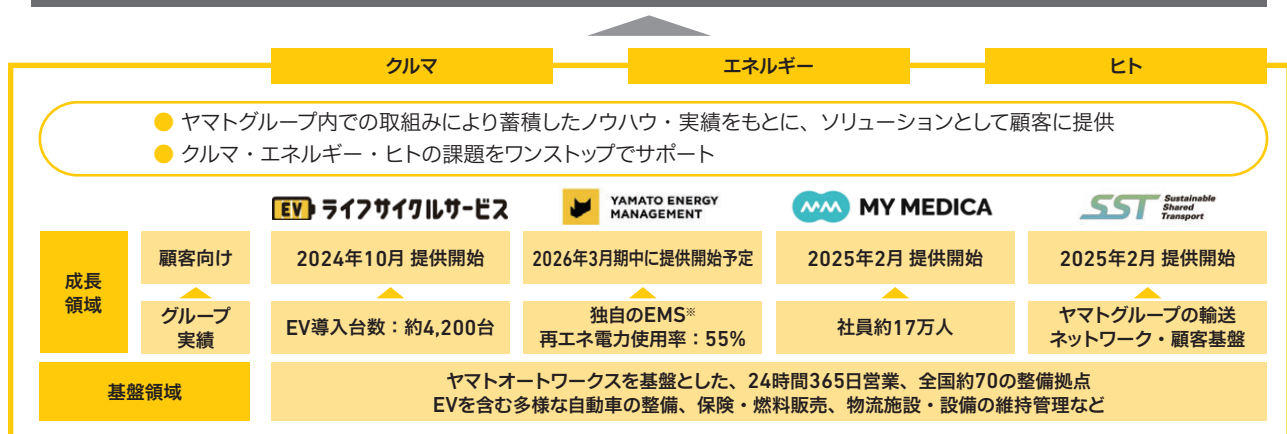 クルマ
エネルギー
ヒト
● ヤマトグループ内での取組みにより蓄積したノウハウ・実績をもとに、ソリューションとして顧客に提供
● クルマ・エネルギー・ヒトの課題をワンストップでサポート
EV ライフサイクルサービス
YAMATO ENERGY
MANAGEMENT
MY MEDICA
SST Sustainable
Shared
Transport
成長
領域
顧客向け
2024年10月 提供開始
2026年3月期中に提供開始予定
2025年2月 提供開始
2025年2月 提供開始
グループ
実績
EV導入台数：約4,200台
独自のEMS※
再エネ電力使用率：55%
社員約17万人
ヤマトグループの輸送
ネットワーク・顧客基盤
基盤領域
ヤマトオートワークスを基盤とした、24時間365日営業、全国約70の整備拠点
EVを含む多様な自動車の整備、保険・燃料販売、物流施設・設備の維持管理など